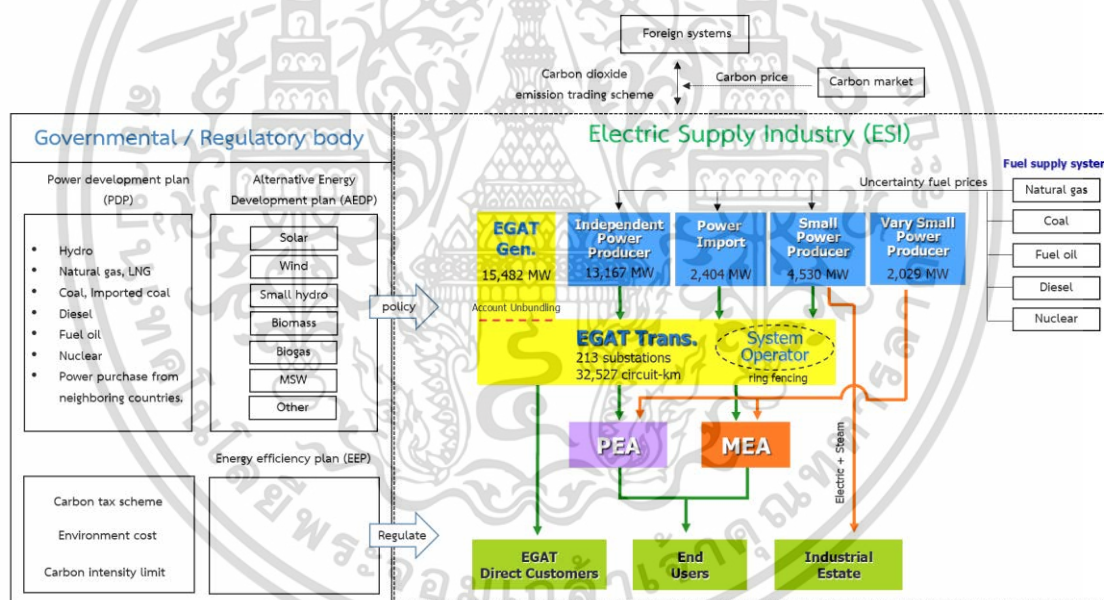 Foreign systems
Carbon dioxide
emission trading scheme
Carbon price
Carbon market
Governmental / Regulatory body
Power development plan
(PDP)
• Hydro
• Natural gas, LNG
• Coal, Imported coal
• Diesel
• Fuel oil
• Nuclear
• Power purchase from
neighboring countries.
Alternative Energy
Development plan (AEDP)
Solar
Wind
Small hydro
Biomass
Biogas
MSW
Other
Energy efficiency plan (EEP)
Carbon tax scheme
Environment cost
Carbon intensity limit
policy
Regulate
Electric Supply Industry (ESI)
Fuel supply system
Uncertainty fuel prices
Natural gas
Coal
Fuel oil
Diesel
Nuclear
EGAT
Gen.
15,482 MW
Independent
Power
Producer
13,167 MW
Power
Import
2,404 MW
Small
Power
Producer
4,530 MW
Vary Small
Power
Producer
2,029 MW
Account Unbundling
EGAT Trans.
213 substations
32,527 circuit-km
System
Operator
ring fencing
PEA
MEA
Electric + Steam
EGAT
Direct Customers
End
Users
Industrial
Estate